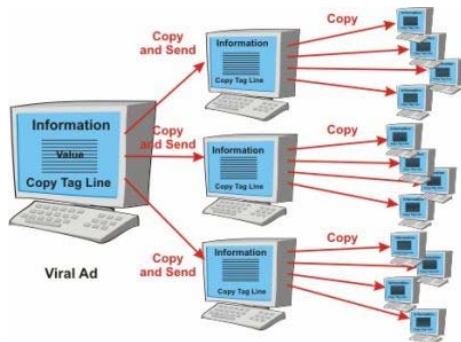 Information
Value
Copy Tag Line
Viral Ad
Copy
and Send
Copy
and Send
Copy
and Send
Information
Copy Tag Line
Information
Copy Tag Line
Information
Copy Tag Line
Copy
Copy
Copy